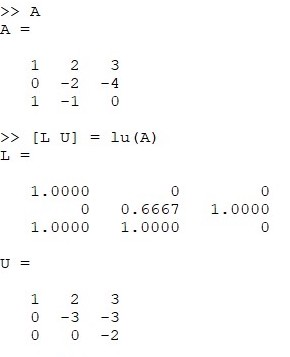 >> A
A =

   1   2   3
   0  -2  -4
   1  -1   0

>> [L U] = lu(A)
L =

   1.0000        0        0
        0   0.6667   1.0000
   1.0000   1.0000        0

U =

   1   2   3
   0  -3  -3
   0   0  -2